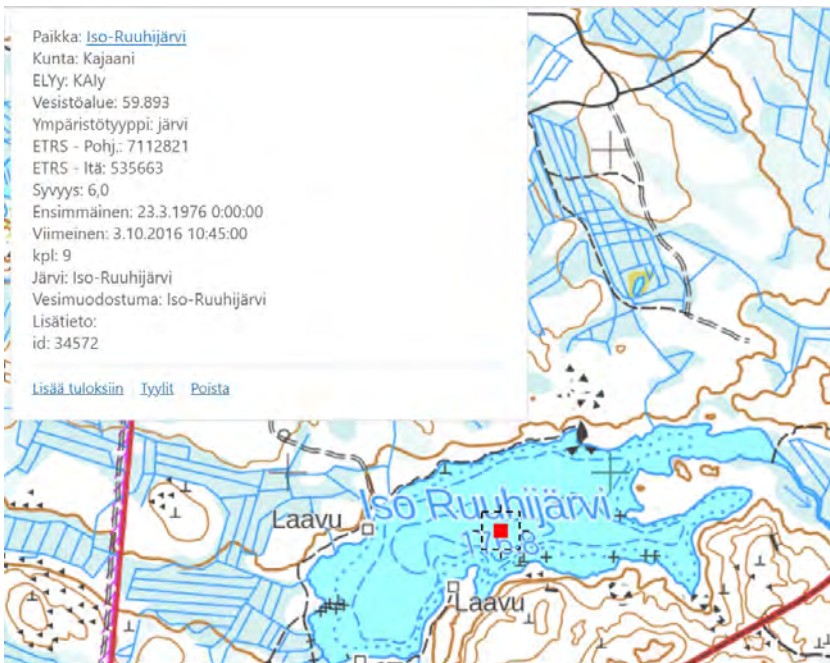 Paikka: Iso-Ruuhijärvi
Kunta: Kajaani
ELYy: KAIy
Vesistöalue: 59.893
Ympäristötyyppi: järvi
ETRS - Pohj.: 7112821
ETRS - Itä: 535663
Syvyys: 6,0
Ensimmäinen: 23.3.1976 0:00:00
Viimeinen: 3.10.2016 10:45:00
kpl: 9
Järvi: Iso-Ruuhijärvi
Vesimuodostuma: Iso-Ruuhijärvi
Lisätieto:
id: 34572
Lisää tuloksiin Tyylit Poista
Iso Ruuhijärvi
Laavu
Laavu